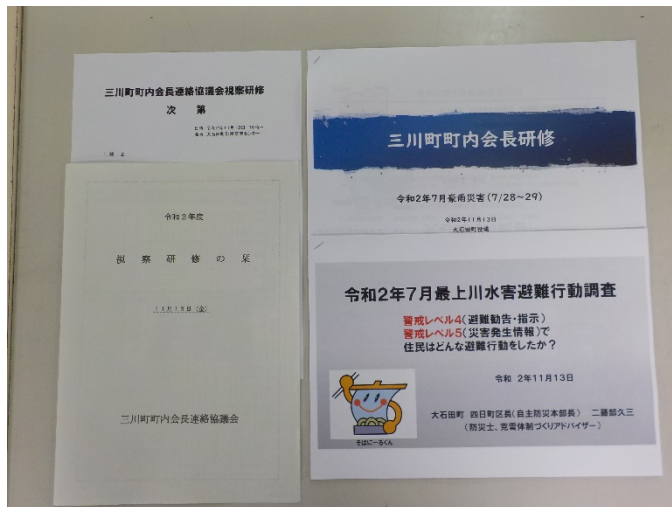 三川町町内会長連絡協議会視察研修
次 第
令和２年度
視 察 研 修 の 栞
11月13日（金）
三川町町内会長連絡協議会
三川町町内会長研修
令和2年7月豪雨災害(7/28～29)
令和2年11月13日
大石田町役場
令和2年7月最上川水害避難行動調査
警戒レベル4(避難勧告・指示)
警戒レベル5(災害発生情報)で
住民はどんな避難行動をしたか？
令和 2年11月13日
大石田町 四日町区長(自主防災本部長) 二藤部久三
(防災士、克雪体制づくりアドバイザー)
そばにーるくん